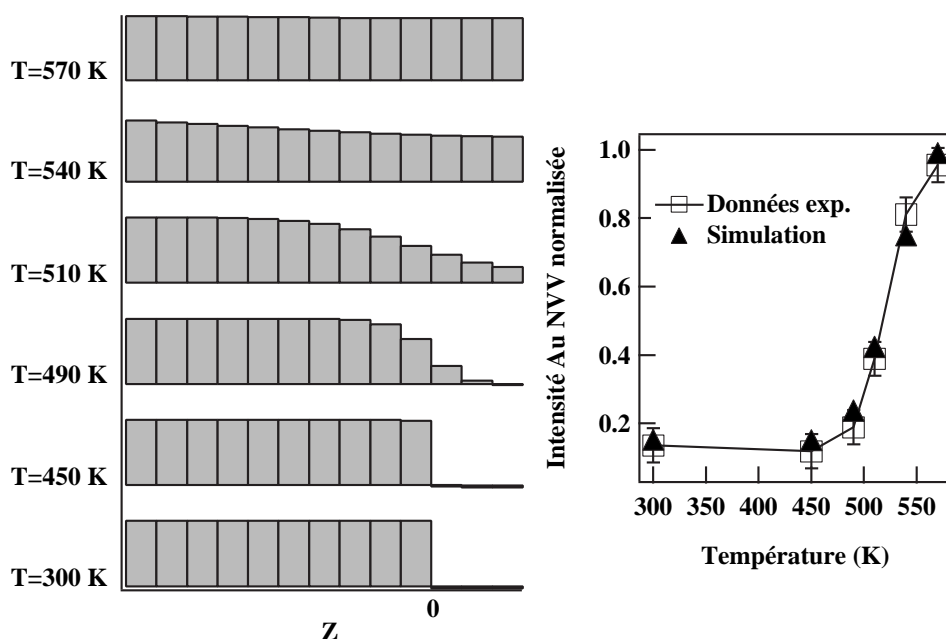 T=570 K
T=540 K
T=510 K
T=490 K
T=450 K
T=300 K
0
Z
Intensité Au NVV normalisée
1.0
0.8
0.6
0.4
0.2
Données exp.
Simulation
300 350 400 450 500 550
Température (K)